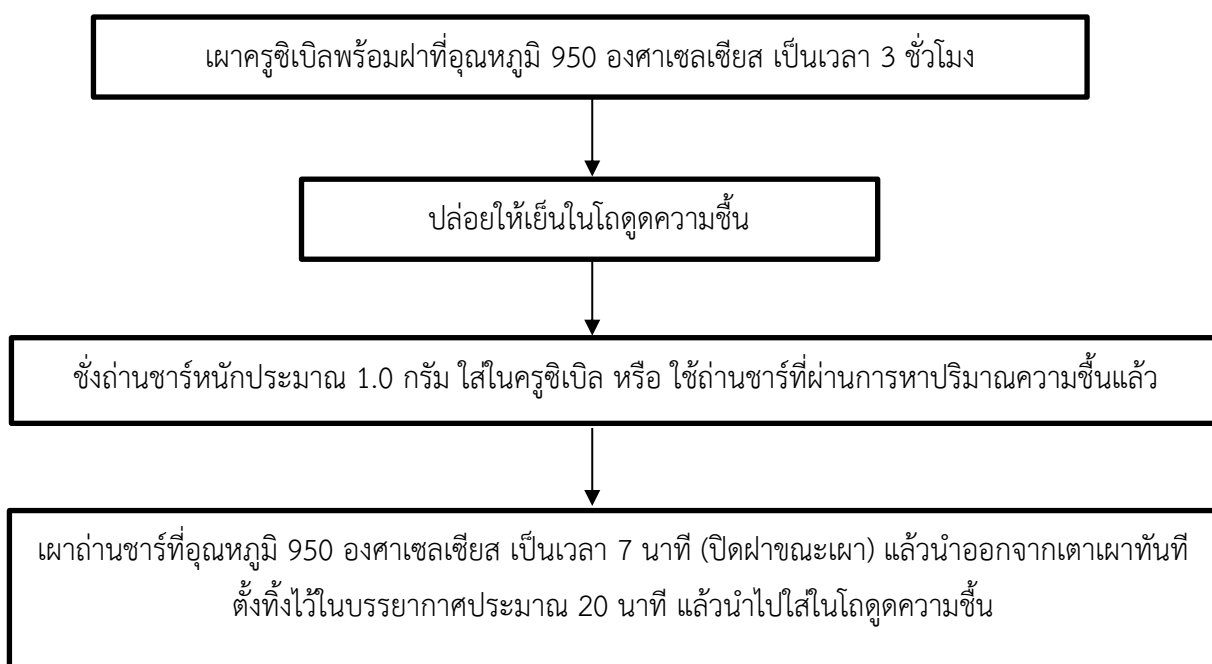 เผาครูซิเบิลพร้อมฝาที่อุณหภูมิ 950 องศาเซลเซียส เป็นเวลา 3 ชั่วโมง
ปล่อยให้เย็นในโถดูดความชื้น
ชั่งถ่านชาร์หนักประมาณ 1.0 กรัม ใส่ในครูซิเบิล หรือ ใช้ถ่านชาร์ที่ผ่านการหาปริมาณความชื้นแล้ว
เผาถ่านชาร์ที่อุณหภูมิ 950 องศาเซลเซียส เป็นเวลา 7 นาที (ปิดฝาขณะเผา) แล้วนำออกจากเตาเผาทันที
ตั้งทิ้งไว้ในบรรยากาศประมาณ 20 นาที แล้วนำไปใส่ในโถดูดความชื้น